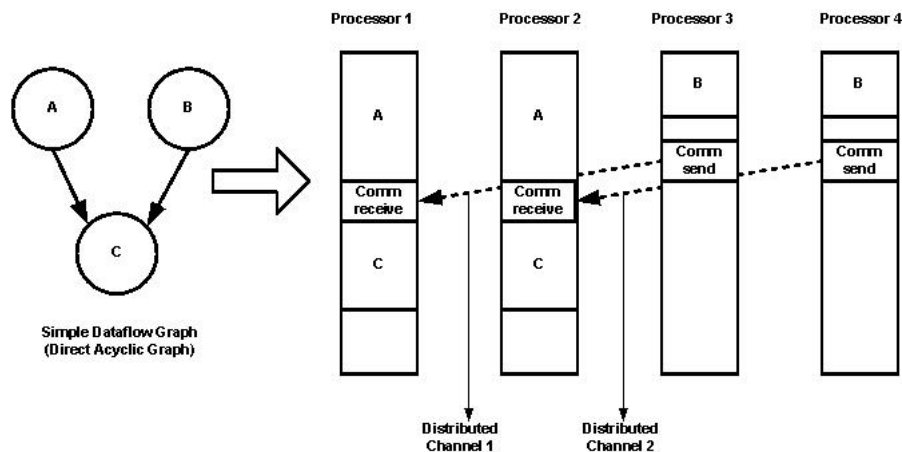 Processor 1
Processor 2
Processor 3
Processor 4
A
B
C
Simple Dataflow Graph
(Direct Acyclic Graph)
A
Comm
receive
C
A
Comm
receive
C
B
Comm
send
B
Comm
send
Distributed
Channel 1
Distributed
Channel 2